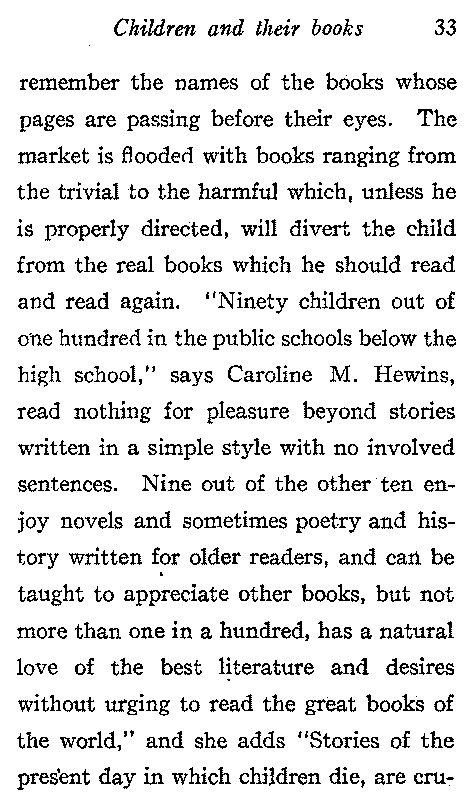 Children and their books 33
remember the names of the books whose
pages are passing before their eyes. The
market is flooded with books ranging from
the trivial to the harmful which, unless he
is properly directed, will divert the child
from the real books which he should read
and read again. "Ninety children out of
one hundred in the public schools below the
high school," says Caroline M. Hewins,
read nothing for pleasure beyond stories
written in a simple style with no involved
sentences. Nine out of the other ten en-
joy novels and sometimes poetry and his-
tory written for older readers, and can be
taught to appreciate other books, but not
more than one in a hundred, has a natural
love of the best literature and desires
without urging to read the great books of
the world," and she adds "Stories of the
present day in which children die, are cru-